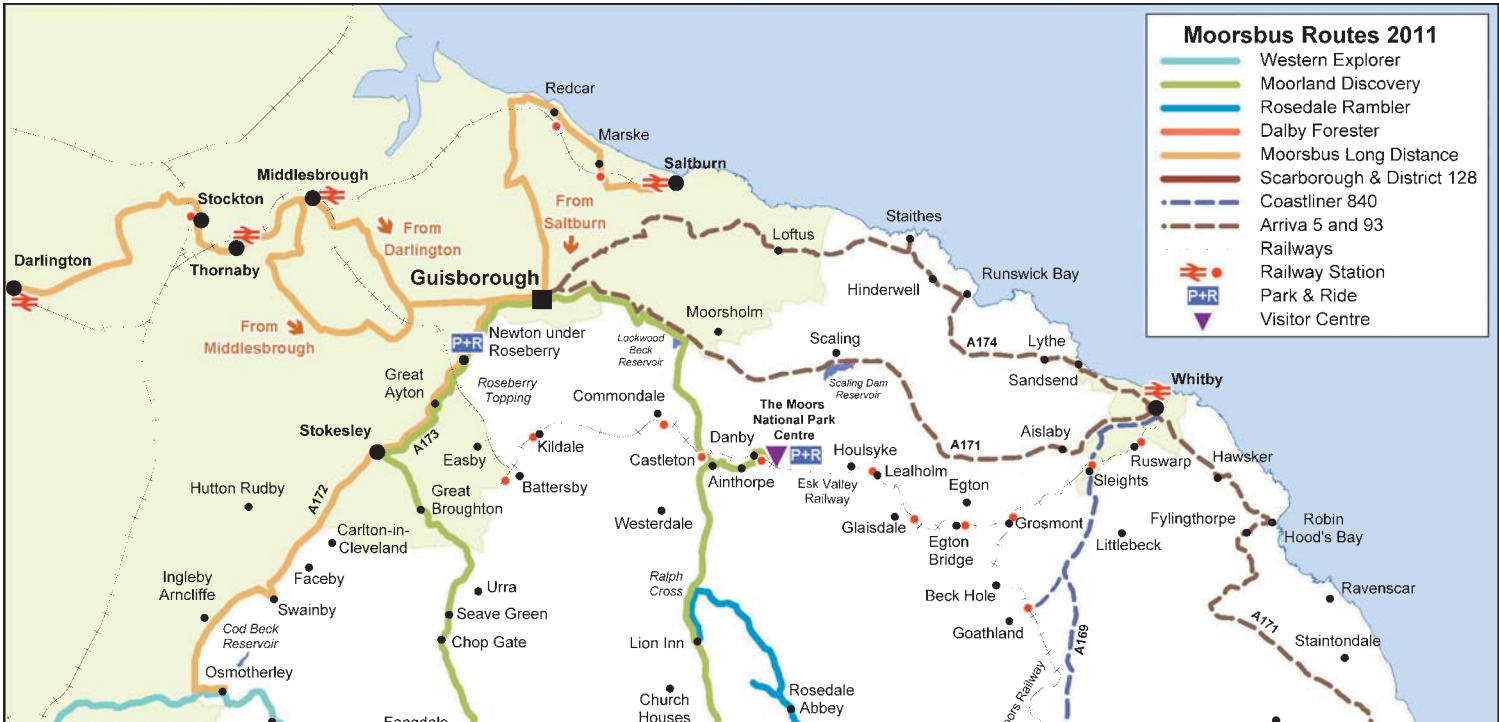 Moorsbus Routes 2011
Western Explorer
Moorland Discovery
Rosedale Rambler
Dalby Forester
Moorsbus Long Distance
Scarborough & District 128
Coastliner 840
Arriva 5 and 93
Railways
Railway Station
P+R
Park & Ride
Visitor Centre
Redcar
Marske
Saltburn
Middlesbrough
Stockton
Thornaby
Darlington
From
Darlington
From
Saltburn
From
Middlesbrough
Guisborough
Loftus
Staithes
Hinderwell
Runswick Bay
Moorsholm
Lockwood
Beck
Reservoir
Scaling
Scaling Dam
Reservoir
A174
Lythe
Sandsend
Whitby
P+R
Newton under
Roseberry
Great
Ayton
Roseberry
Topping
Commondale
The Moors
National Park
Centre
Stokesley
A173
Easby
Kildale
Battersby
Castleton
Danby
Ainthorpe
P+R
Houlsyke
Lealholm
Esk Valley
Railway
A171
Aislaby
Ruswarp
Sleights
Hawsker
Hutton Rudby
A172
Great
Broughton
Carlton-in-
Cleveland
Westerdale
Egton
Glaisdale
Egton
Bridge
Grosmont
Littlebeck
Fylingthorpe
Robin
Hood's Bay
Ingleby
Arncliffe
Faceby
Swainby
Urra
Seave Green
Chop Gate
Ralph
Cross
Lion Inn
Beck Hole
Goathland
A169
Ravenscar
A171
Staintondale
Cod Beck
Reservoir
Osmotherley
Church
Houses
Rosedale
Abbey
oors Railway
Fangdale